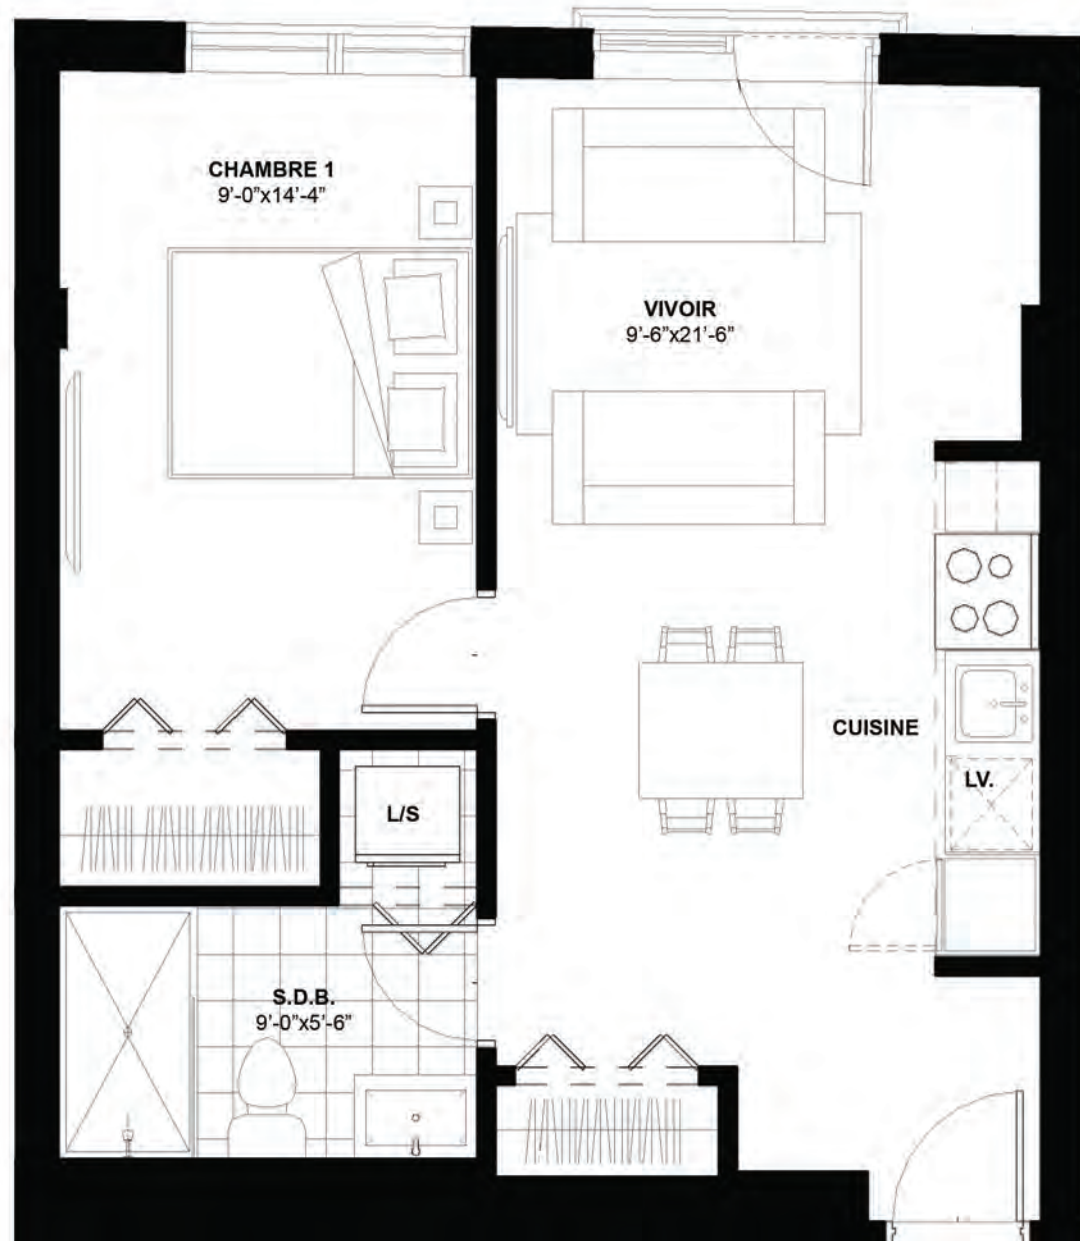 CHAMBRE 1
9’-0”x14’-4”
VIVOIR
9’-6”x21’-6”
CUISINE
LV.
L/S
S.D.B.
9’-0”x5’-6”